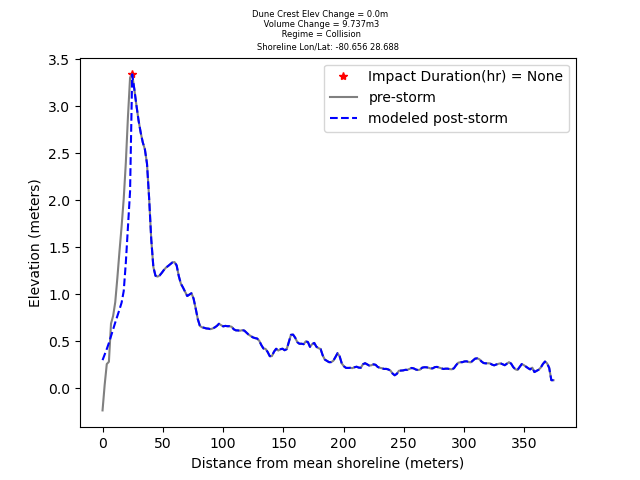 Dune Crest Elev Change = 0.0m
Volume Change = 9.737m3
Regime = Collision
Shoreline Lon/Lat: -80.656 28.688
Impact Duration(hr) = None
pre-storm
modeled post-storm
3.5
3.0
2.5
2.0
1.5
1.0
0.5
0.0
Elevation (meters)
0 50 100 150 200 250 300 350
Distance from mean shoreline (meters)